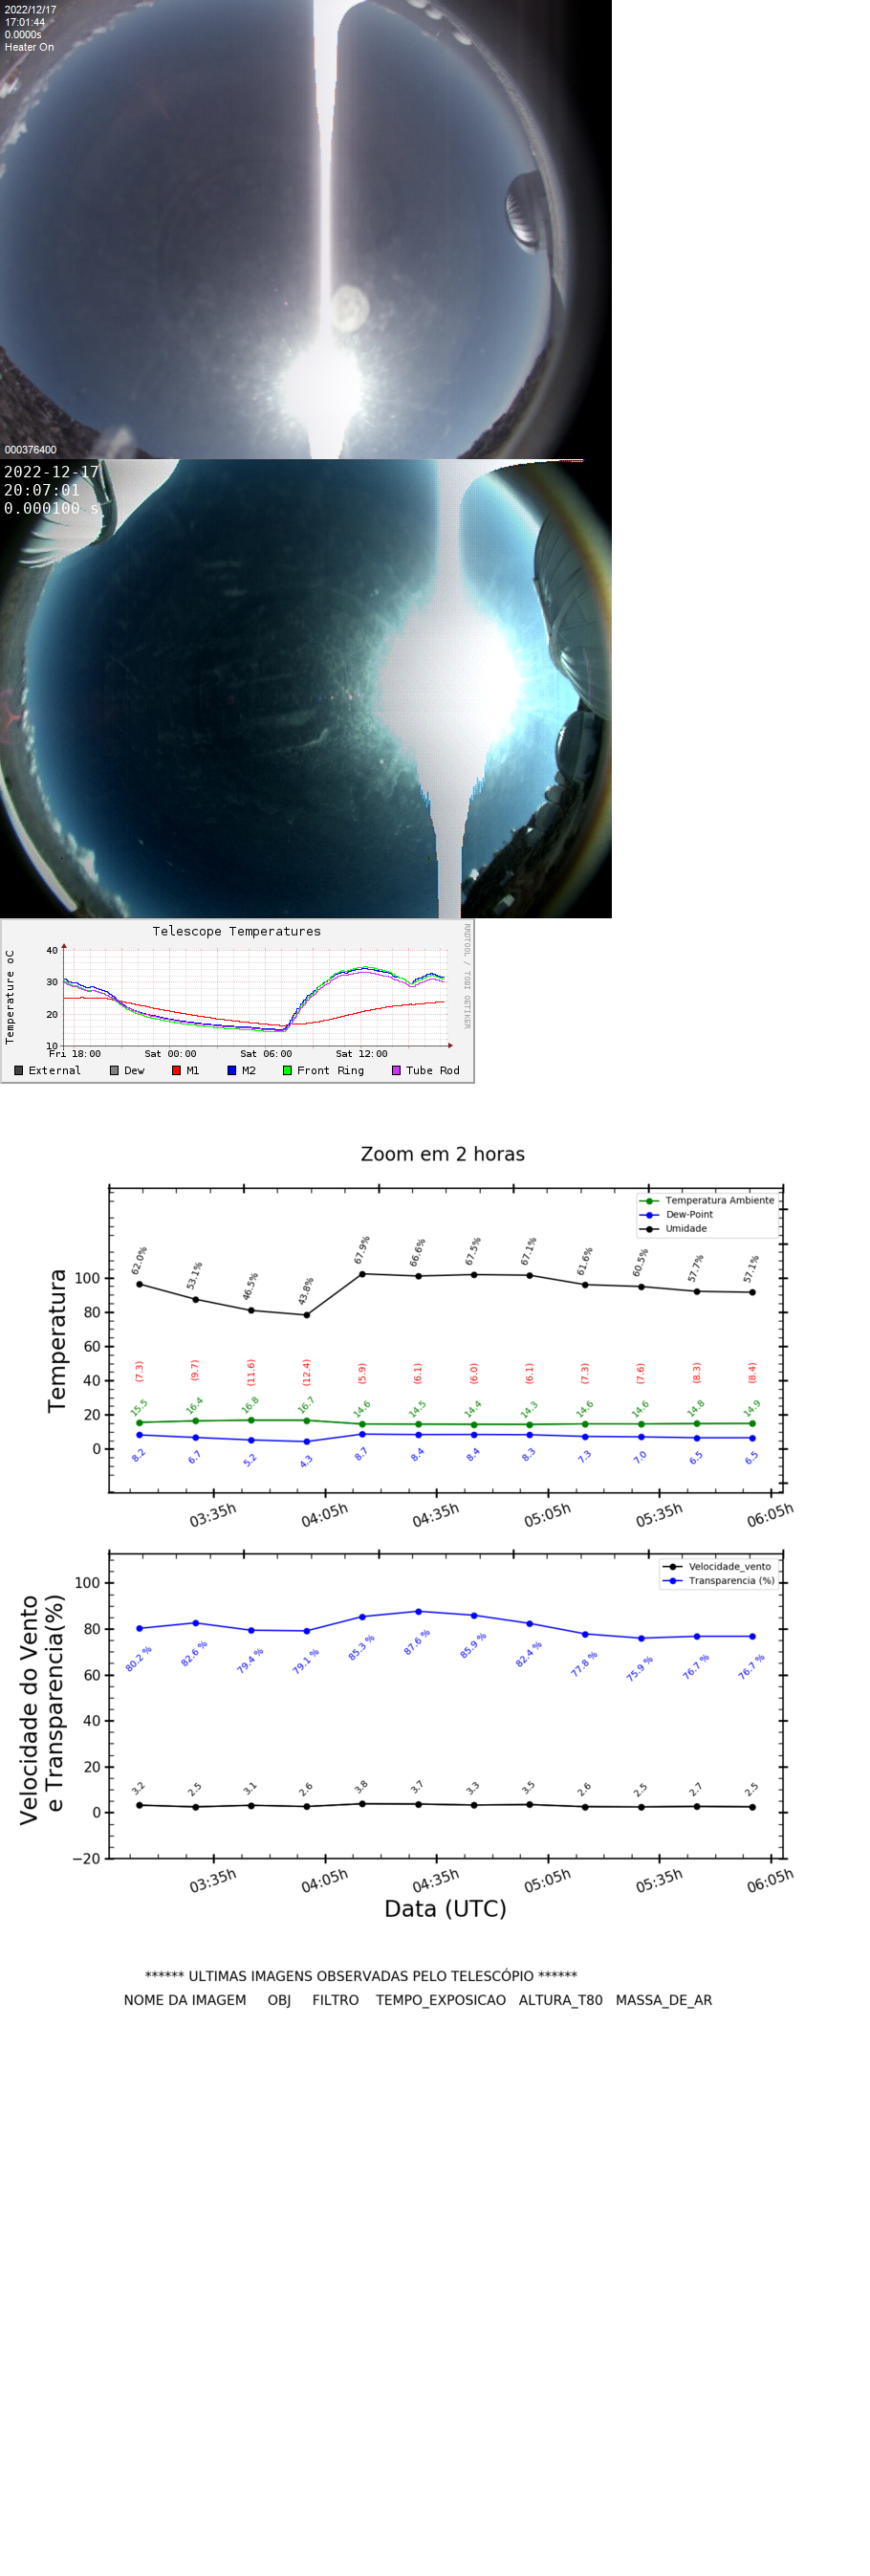 2022/12/17
17:01:44
0.0000s
Heater On
000376400
2022-12-17
20:07:01
0.000100 s
Telescope Temperatures
RRDTOOL / TOBI OETIKER
Temperature oC
40
30
20
10
Fri 18:00 Sat 00:00 Sat 06:00 Sat 12:00
External Dew M1 M2 Front Ring Tube Rod
Zoom em 2 horas
Temperatura Ambiente
Dew-Point
Umidade
Temperatura
100
80
60
40
20
0
62.0% 53.1% 46.5% 43.8% 67.9% 66.6% 67.5% 67.1% 61.6% 60.5% 57.7% 57.1%
(7.3) (9.7) (11.6) (12.4) (5.9) (6.1) (6.0) (6.1) (7.3) (7.6) (8.3) (8.4)
15.5 16.4 16.8 16.7 14.6 14.5 14.4 14.3 14.6 14.6 14.8 14.9
8.2 6.7 5.2 4.3 8.7 8.4 8.4 8.3 7.3 7.0 6.5 6.5
03:35h 04:05h 04:35h 05:05h 05:35h 06:05h
Velocidade_vento
Transparencia (%)
Velocidade do Vento
e Transparencia(%)
100
80
60
40
20
0
−20
80.2 % 82.6 % 79.4 % 79.1 % 85.3 % 87.6 % 85.9 % 82.4 % 77.8 % 75.9 % 76.7 % 76.7 %
3.2 2.5 3.1 2.6 3.8 3.7 3.3 3.5 2.6 2.5 2.7 2.5
03:35h 04:05h 04:35h 05:05h 05:35h 06:05h
Data (UTC)
****** ULTIMAS IMAGENS OBSERVADAS PELO TELESCÓPIO ******
NOME DA IMAGEM OBJ FILTRO TEMPO_EXPOSICAO ALTURA_T80 MASSA_DE_AR